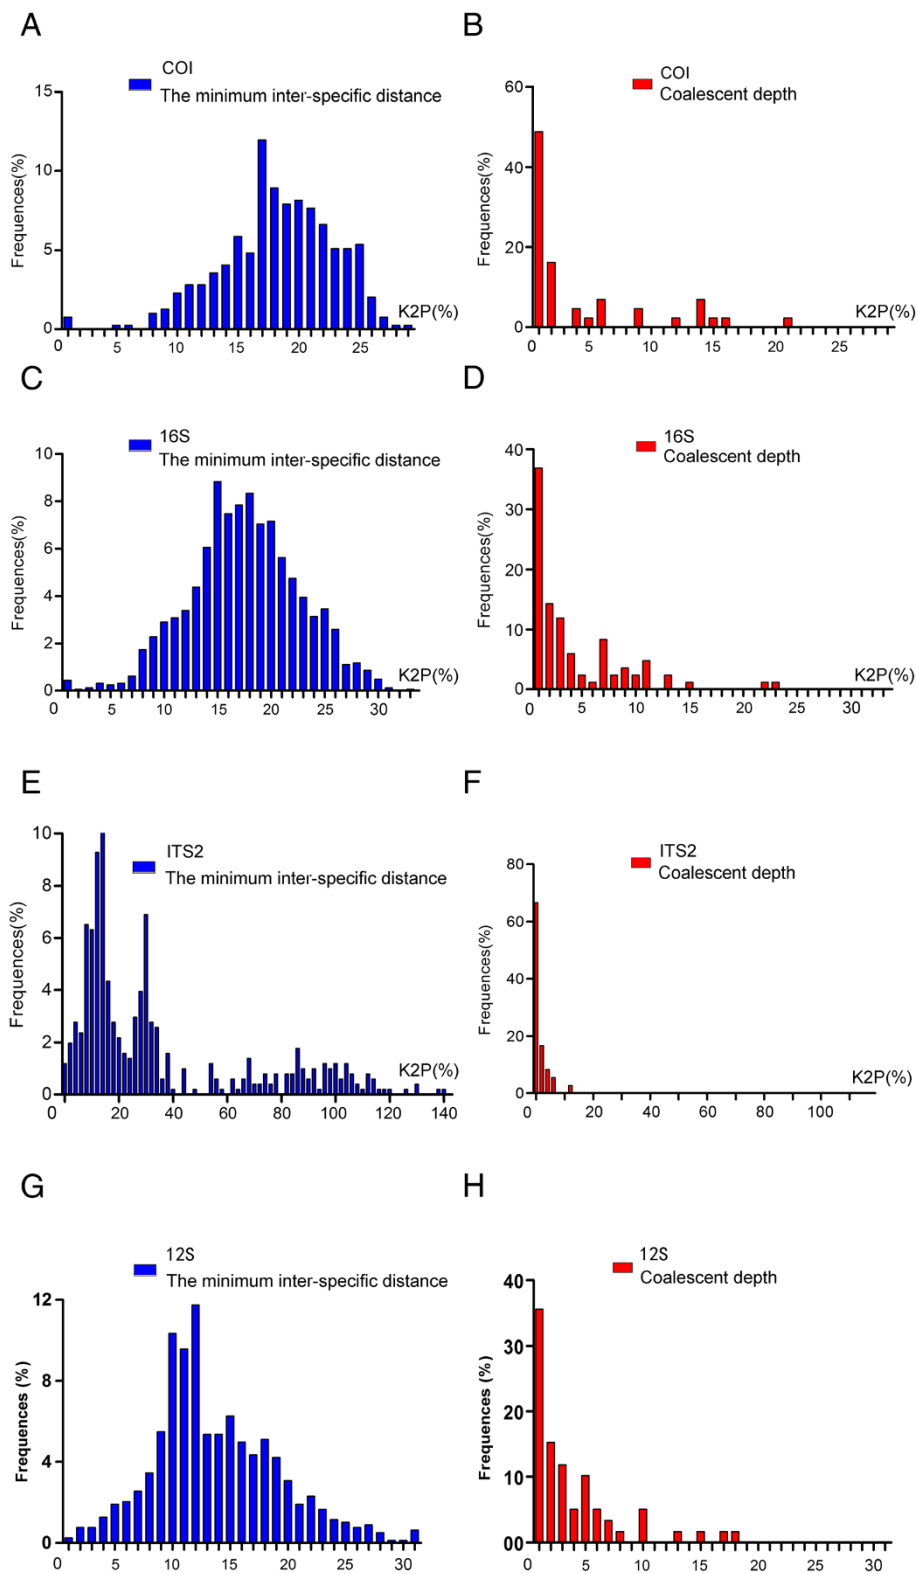 A
COI
The minimum inter-specific distance
15
10
5
0
Frequences(%)
K2P(%)
0 5 10 15 20 25
B
COI
Coalescent depth
60
40
20
0
Frequences(%)
K2P(%)
0 5 10 15 20 25
C
16S
The minimum inter-specific distance
10
8
6
4
2
0
Frequences(%)
K2P(%)
0 5 10 15 20 25 30
D
16S
Coalescent depth
40
30
20
10
0
Frequences(%)
K2P(%)
0 5 10 15 20 25 30
E
ITS2
The minimum inter-specific distance
10
8
6
4
2
0
Frequences(%)
K2P(%)
0 20 40 60 80 100 120 140
F
ITS2
Coalescent depth
80
60
40
20
0
Frequences(%)
K2P(%)
0 20 40 60 80 100
G
12S
The minimum inter-specific distance
12
8
4
0
Frequences (%)
0 5 10 15 20 25 30
H
12S
Coalescent depth
40
30
20
10
00
Frequences (%)
0 5 10 15 20 25 30